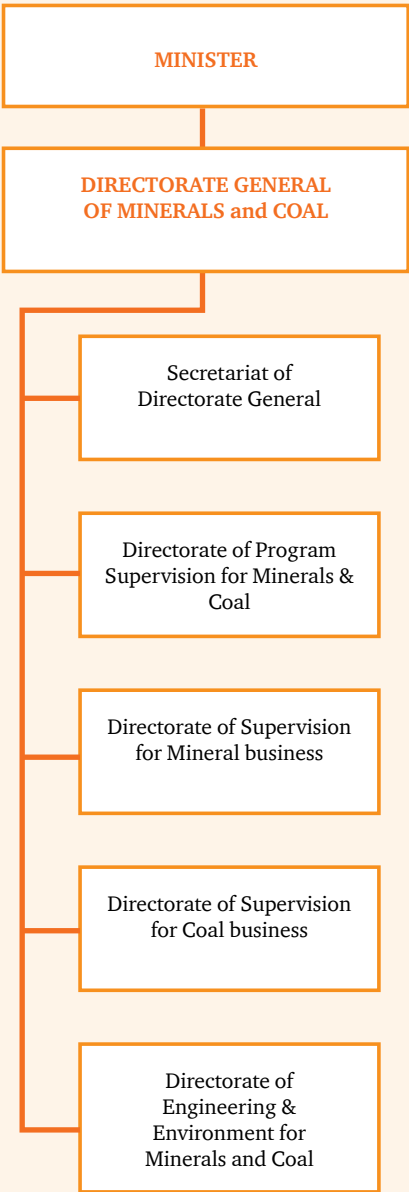 MINISTER
DIRECTORATE GENERAL
OF MINERALS and COAL
Secretariat of
Directorate General
Directorate of Program
Supervision for Minerals &
Coal
Directorate of Supervision
for Mineral business
Directorate of Supervision
for Coal business
Directorate of
Engineering &
Environment for
Minerals and Coal